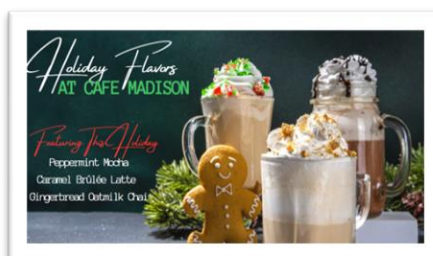 Holiday Flavors
AT CAFE MADISON
Featuring This Holiday
Peppermint Mocha
Caramel Brûlée Latte
Gingerbread Oatmilk Chai